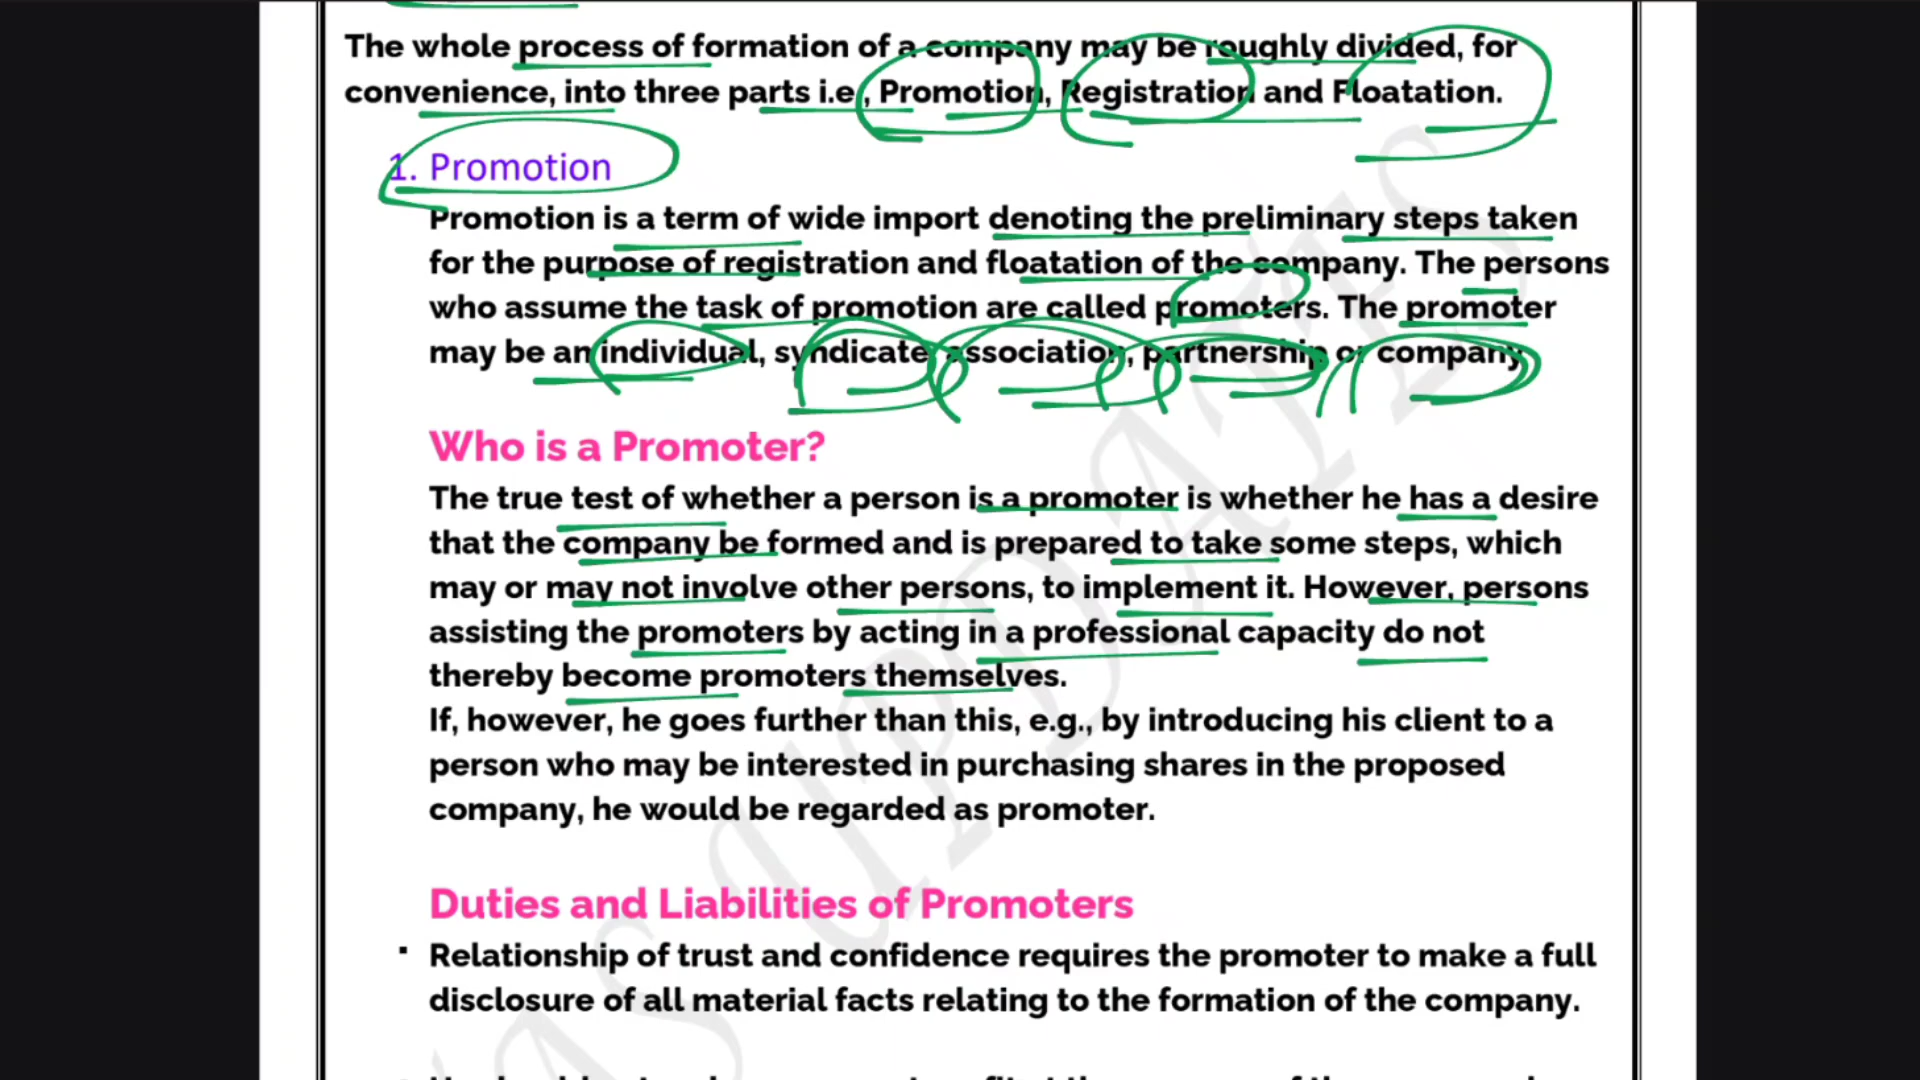 The whole process of formation of a company may be roughly divided, for
convenience, into three parts i.e., Promotion, Registration and Floatation.
1. Promotion
Promotion is a term of wide import denoting the preliminary steps taken
for the purpose of registration and floatation of the company. The persons
who assume the task of promotion are called promoters. The promoter
may be an individual, syndicate, association, partnership or company.
Who is a Promoter?
The true test of whether a person is a promoter is whether he has a desire
that the company be formed and is prepared to take some steps, which
may or may not involve other persons, to implement it. However, persons
assisting the promoters by acting in a professional capacity do not
thereby become promoters themselves.
If, however, he goes further than this, e.g., by introducing his client to a
person who may be interested in purchasing shares in the proposed
company, he would be regarded as promoter.
Duties and Liabilities of Promoters
▪ Relationship of trust and confidence requires the promoter to make a full
disclosure of all material facts relating to the formation of the company.
UPDATES